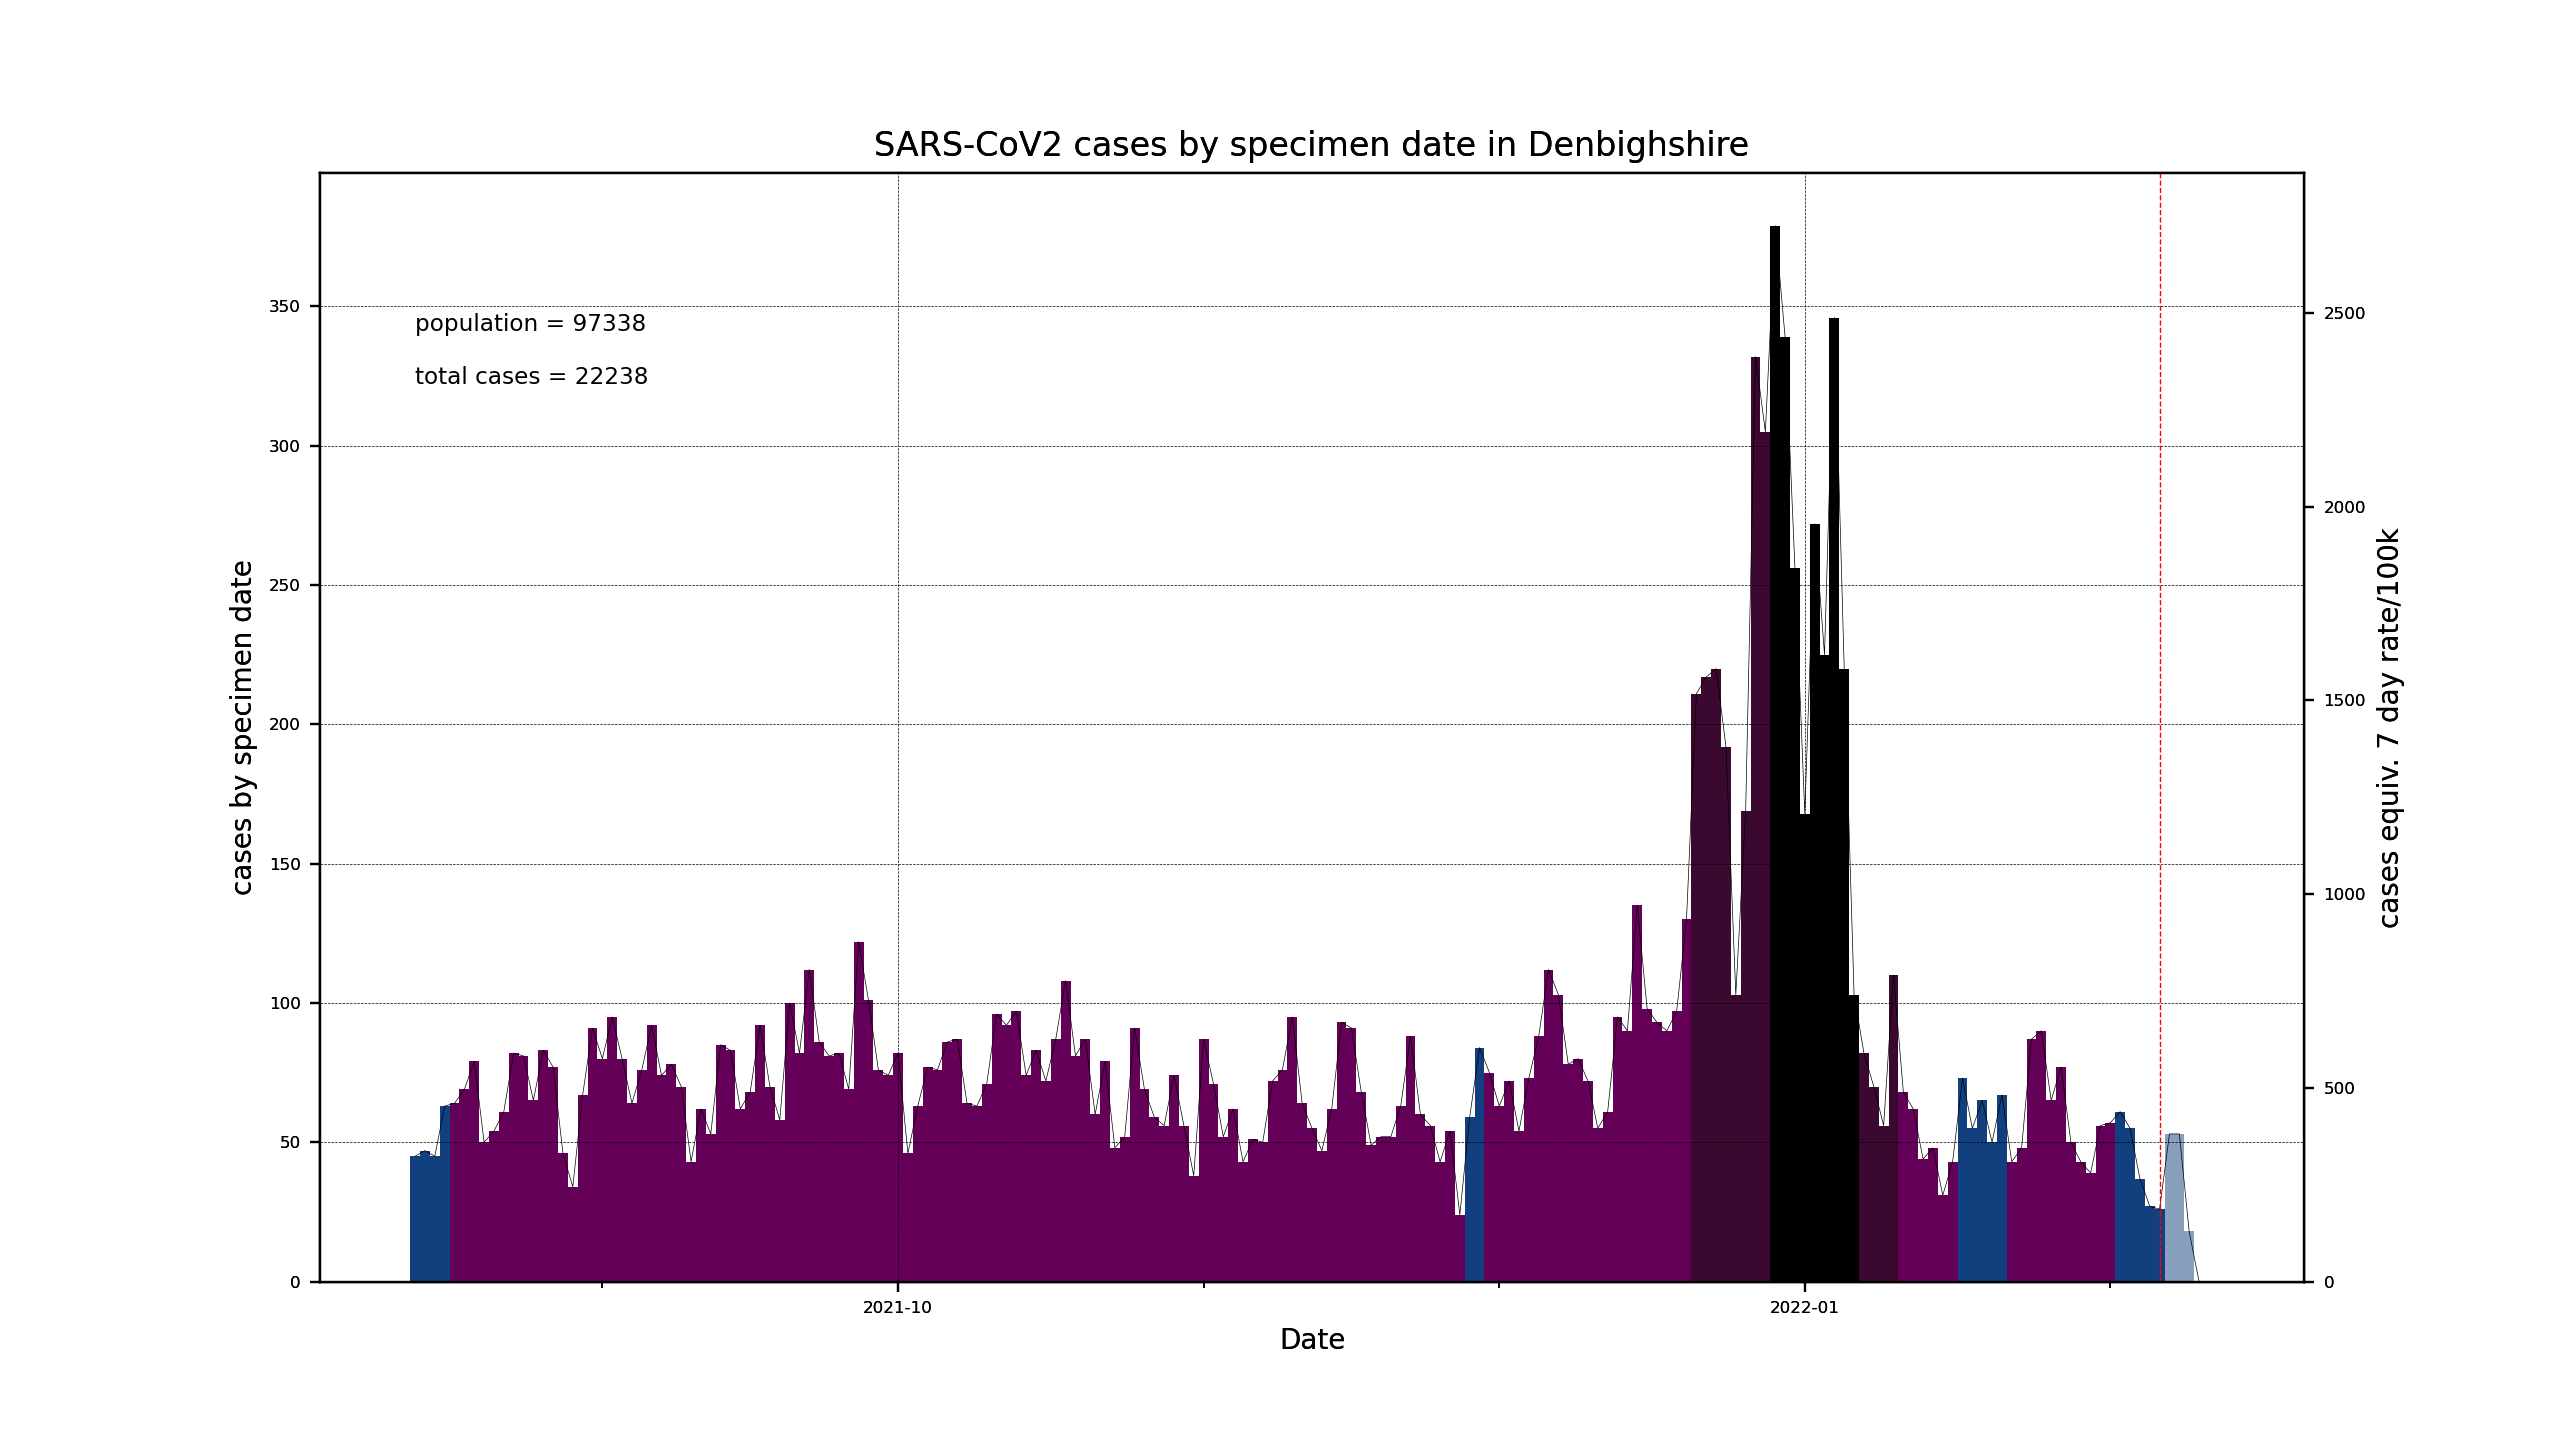 SARS-CoV2 cases by specimen date in Denbighshire
population = 97338
total cases = 22238
cases by specimen date
350
300
250
200
150
100
50
0
2500
2000
1500
1000
500
0
cases equiv. 7 day rate/100k
2021-10
2022-01
Date